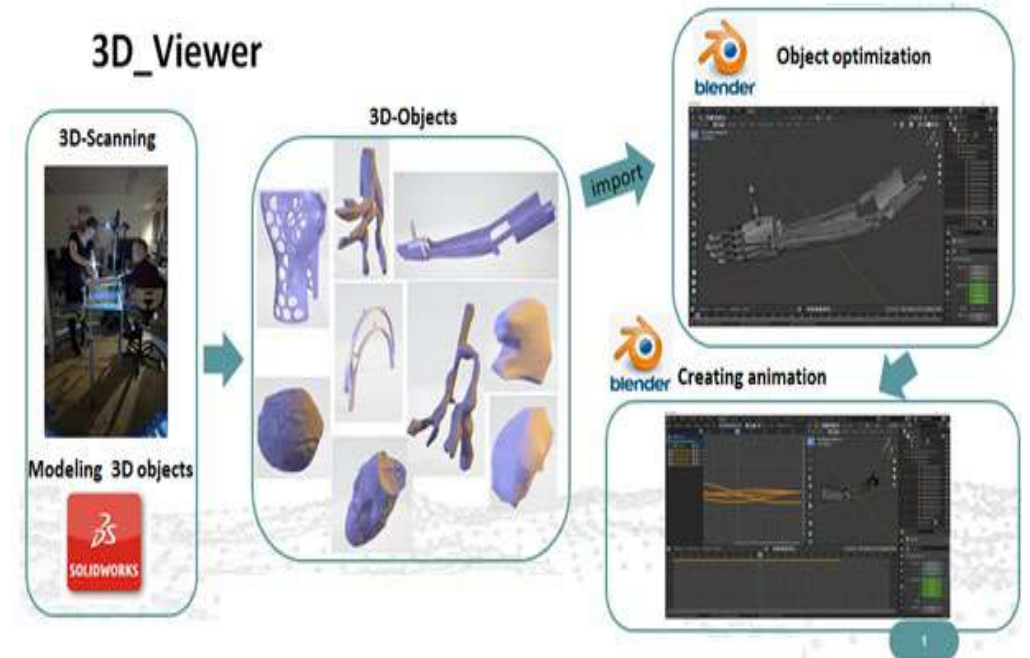 3D_Viewer
3D-Scanning
Modeling 3D objects
SOLIDWORKS
3D-Objects
import
blender
Object optimization
blender
Creating animation
1